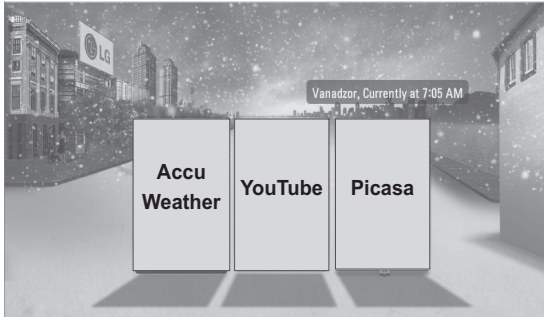 LG
Vanadzor, Currently at 7:05 AM
Accu
Weather
YouTube
Picasa